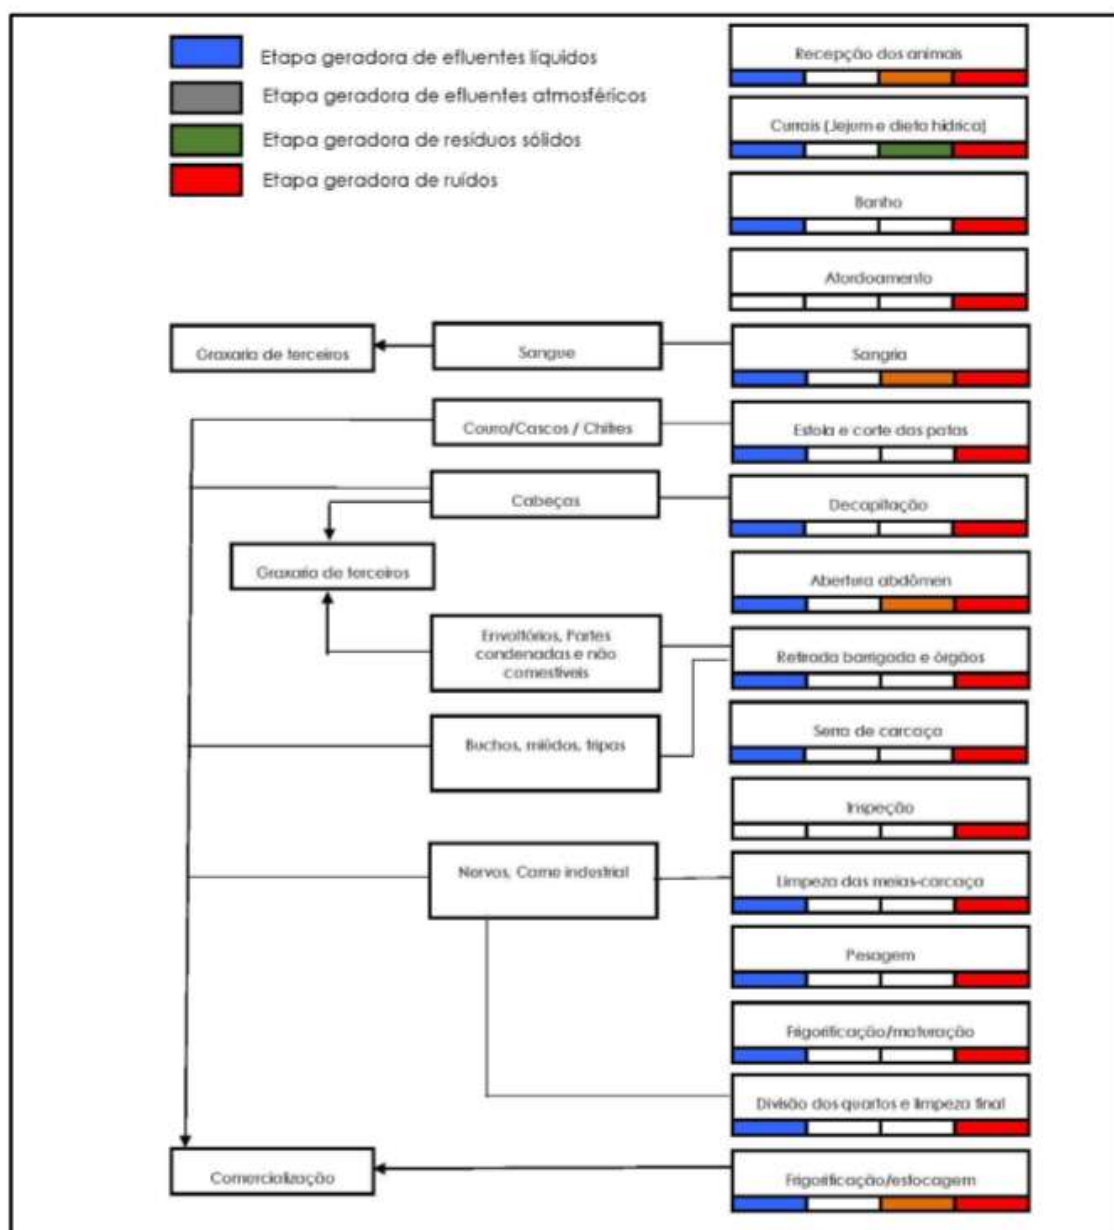 Etapa geradora de efluentes líquidos
Etapa geradora de efluentes atmosféricos
Etapa geradora de resíduos sólidos
Etapa geradora de ruídos
Recepção dos animais
Currais (Jejum e dieta hídrica)
Banho
Atordoamento
Graxaria de terceiros
Sangue
Sangria
Couro/Cascos / Chifres
Esfola e corte das patas
Cabeças
Decapitação
Graxaria de terceiros
Abertura abdômen
Envoltórios, Partes
condenadas e não
comestíveis
Retirada barrigada e órgãos
Buchos, miúdos, tripas
Serra de carcaça
Inspeção
Nervos, Carne industrial
Limpeza das meias-carcaça
Pesagem
Frigorificação/maturação
Divisão dos quartos e limpeza final
Comercialização
Frigorificação/estocagem